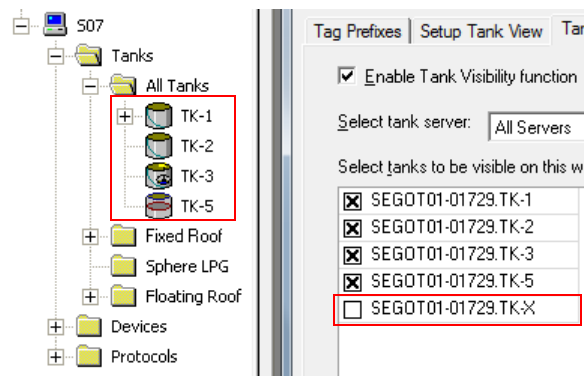 S07
Tanks
All Tanks
TK-1
TK-2
TK-3
TK-5
Fixed Roof
Sphere LPG
Floating Roof
Devices
Protocols
Tag Prefixes
Setup Tank View
Tan
Enable Tank Visibility function
Select tank server:
All Servers
Select tanks to be visible on this w
SEGOT01-01729.TK-1
SEGOT01-01729.TK-2
SEGOT01-01729.TK-3
SEGOT01-01729.TK-5
SEGOT01-01729.TK-X